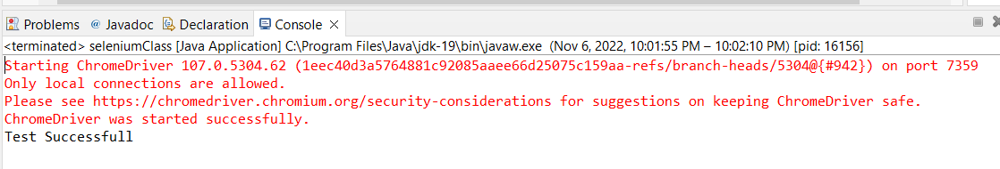 Problems @ Javadoc Declaration Console
<terminated> seleniumClass [Java Application] C:\Program Files\Java\jdk-19\bin\javaw.exe (Nov 6, 2022, 10:01:55 PM – 10:02:10 PM) [pid: 16156]
Starting ChromeDriver 107.0.5304.62 (1eec40d3a5764881c92085aaee66d25075c159aa-refs/branch-heads/5304@{#942}) on port 7359
Only local connections are allowed.
Please see https://chromedriver.chromium.org/security-considerations for suggestions on keeping ChromeDriver safe.
ChromeDriver was started successfully.
Test Successfull